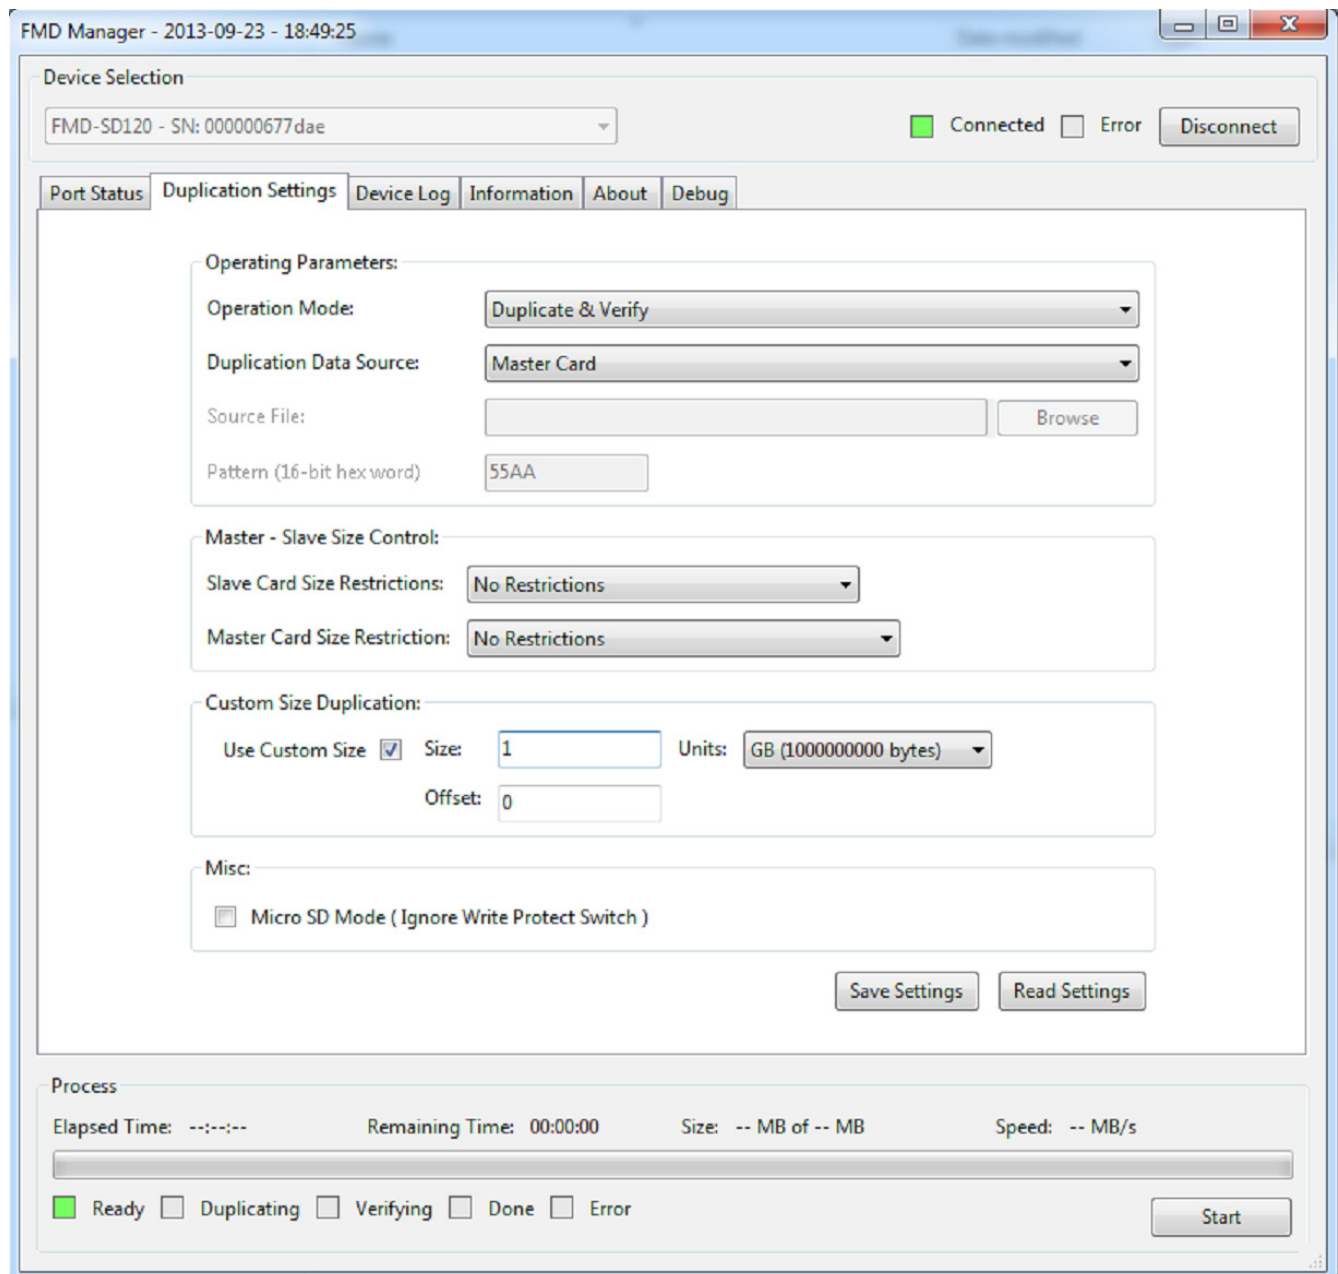 FMD Manager - 2013-09-23 - 18:49:25
Device Selection
FMD-SD120 - SN: 000000677dae
Connected Error Disconnect
Port Status Duplication Settings Device Log Information About Debug
Operating Parameters:
Operation Mode: Duplicate & Verify
Duplication Data Source: Master Card
Source File: Browse
Pattern (16-bit hex word) 55AA
Master - Slave Size Control:
Slave Card Size Restrictions: No Restrictions
Master Card Size Restriction: No Restrictions
Custom Size Duplication:
Use Custom Size Size: 1 Units: GB (1000000000 bytes)
Offset: 0
Misc:
Micro SD Mode ( Ignore Write Protect Switch )
Save Settings Read Settings
Process
Elapsed Time: --:--:-- Remaining Time: 00:00:00 Size: -- MB of -- MB Speed: -- MB/s
Ready Duplicating Verifying Done Error
Start